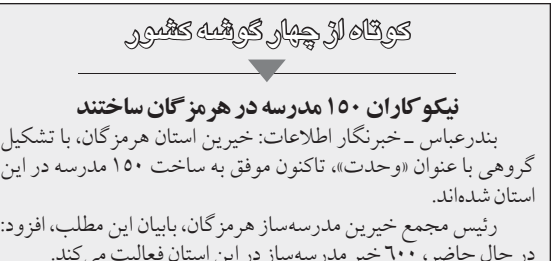 کوتاه از چهار گوشه کشور
نیکوکاران ۱۵۰ مدرسه در هرمزگان ساختند
بندرعباس ـ خبرنگار اطلاعات: خیرین استان هرمزگان، با تشکیل
گروهی با عنوان «وحدت»، تاکنون موفق به ساخت ۱۵۰ مدرسه در این
استان شده‌اند.
رئیس مجمع خیرین مدرسه‌ساز هرمزگان، بابیان این مطلب، افزود:
در حال حاضر، ۶۰۰ خیر مدرسه‌ساز در این استان فعالیت می‌کند.